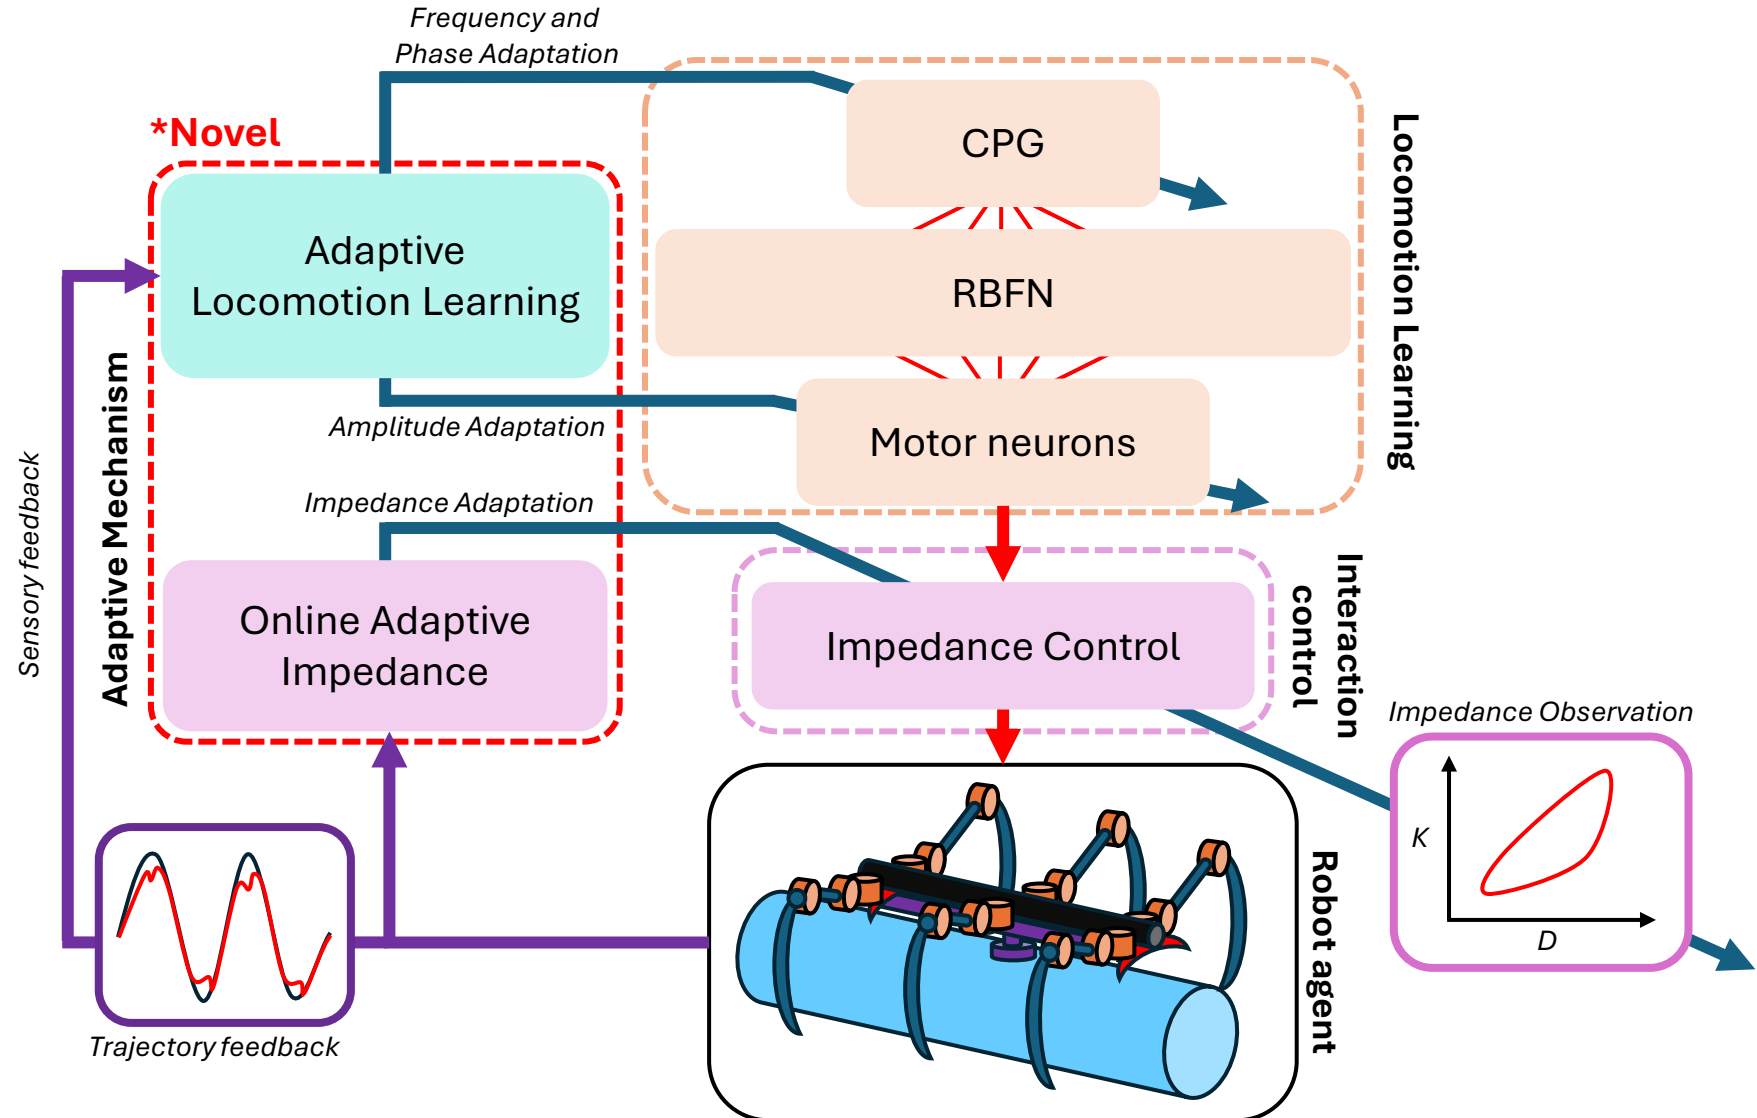 Frequency and
Phase Adaptation
*Novel
CPG
Adaptive
Locomotion Learning
RBFN
Locomotion Learning
Amplitude Adaptation
Motor neurons
Adaptive Mechanism
Sensory feedback
Impedance Adaptation
Online Adaptive
Impedance
Impedance Control
Interaction
control
Impedance Observation
K
D
Robot agent
Trajectory feedback